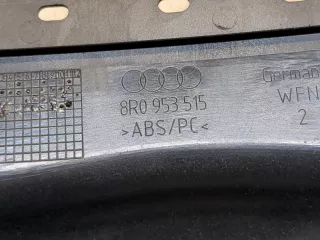 8R0 953 515
>ABS/PC<
German
WFN
2